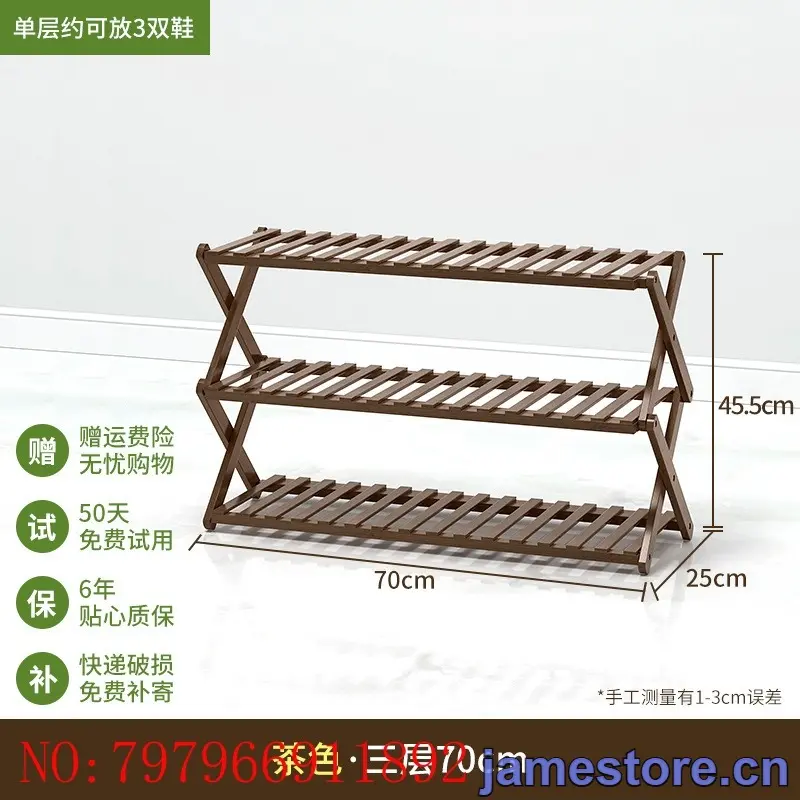 单层约可放3双鞋
45.5cm
赠
赠运费险
无忧购物
试
50天
免费试用
70cm
25cm
保
6年
贴心质保
补
快递破损
免费补寄
*手工测量有1-3cm误差
茶色·三层70cm
NO:797966911892
jamestore.cn